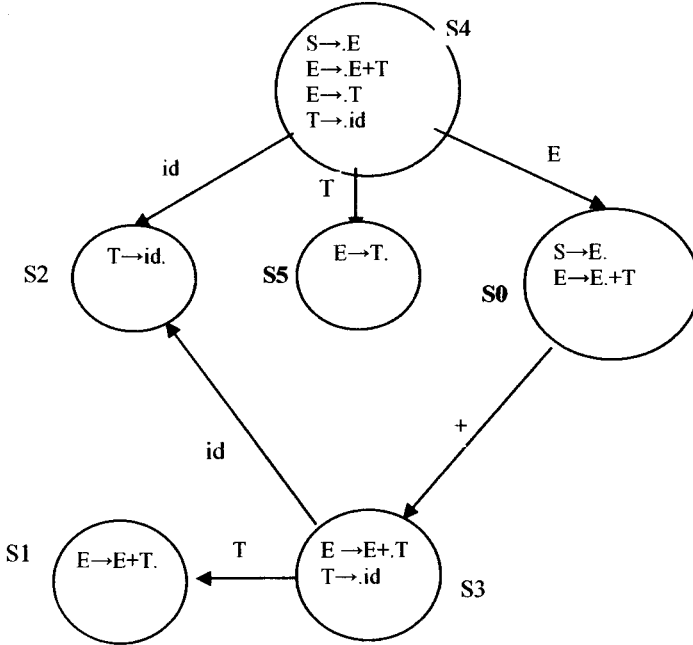 S4
S→.E
E→.E+T
E→.T
T→.id
id
T
E
S2
T→id.
S5
E→T.
S0
S→E.
E→E.+T
+
id
S1
E→E+T.
T
E →E+.T
T→.id
S3